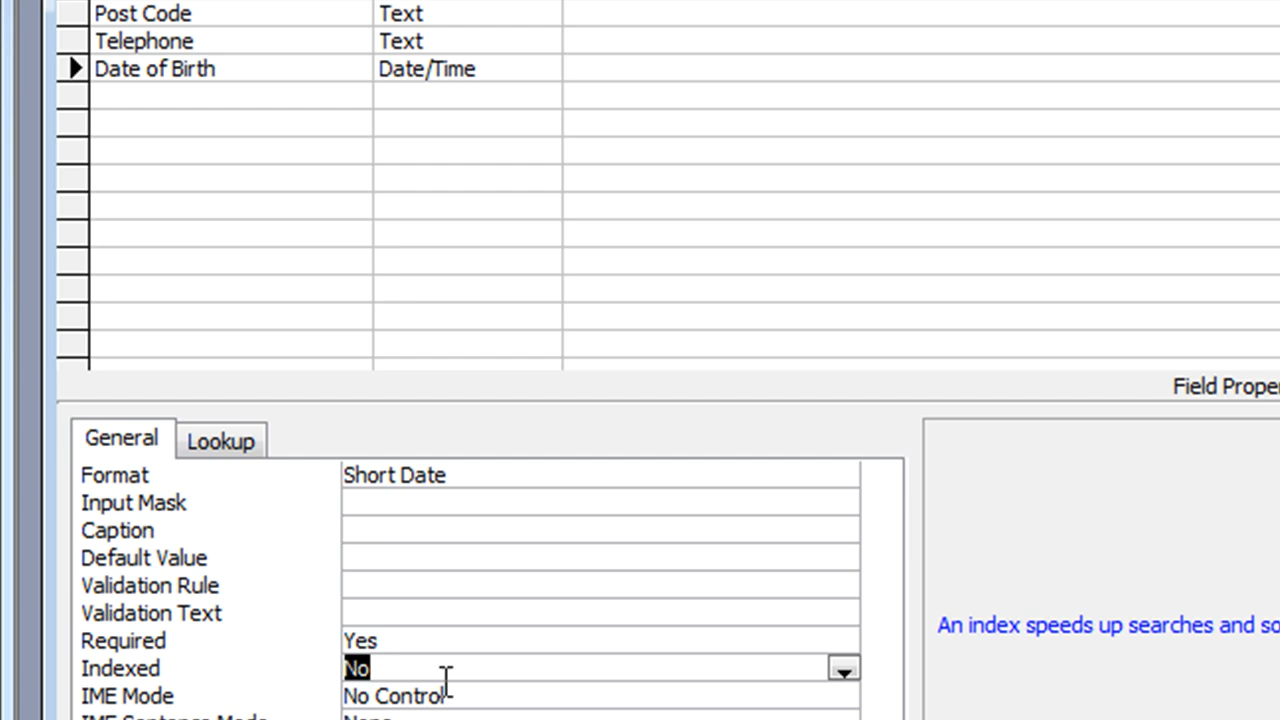 Post Code Text
Telephone Text
Date of Birth Date/Time
Field Proper
General Lookup
Format Short Date
Input Mask
Caption
Default Value
Validation Rule
Validation Text
An index speeds up searches and so
Required Yes
Indexed No
IME Mode No Control
IME Sentence Mode None